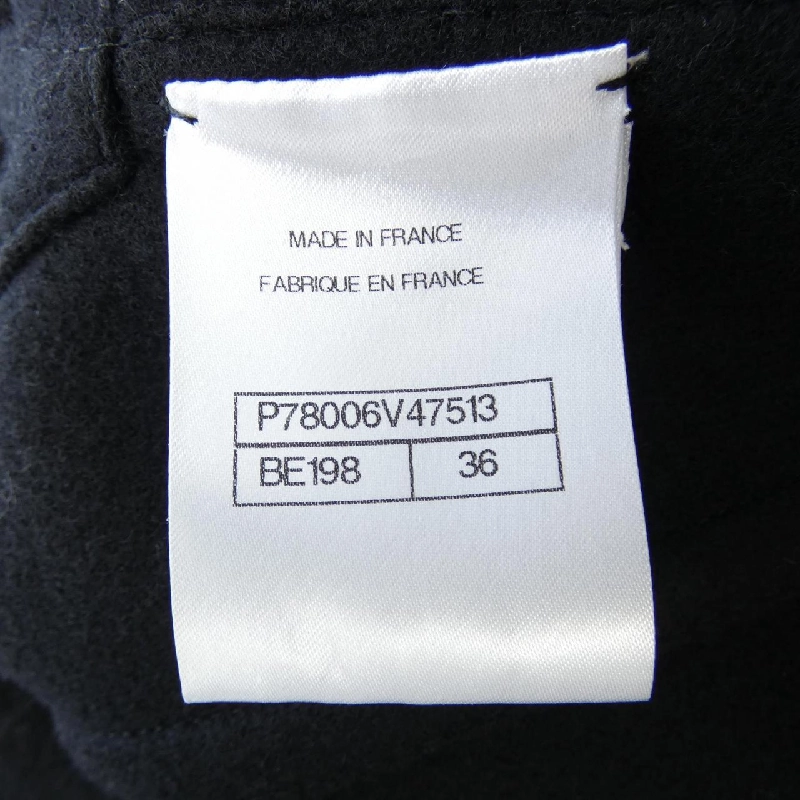 MADE IN FRANCE
FABRIQUE EN FRANCE
P78006V47513
BE198 36